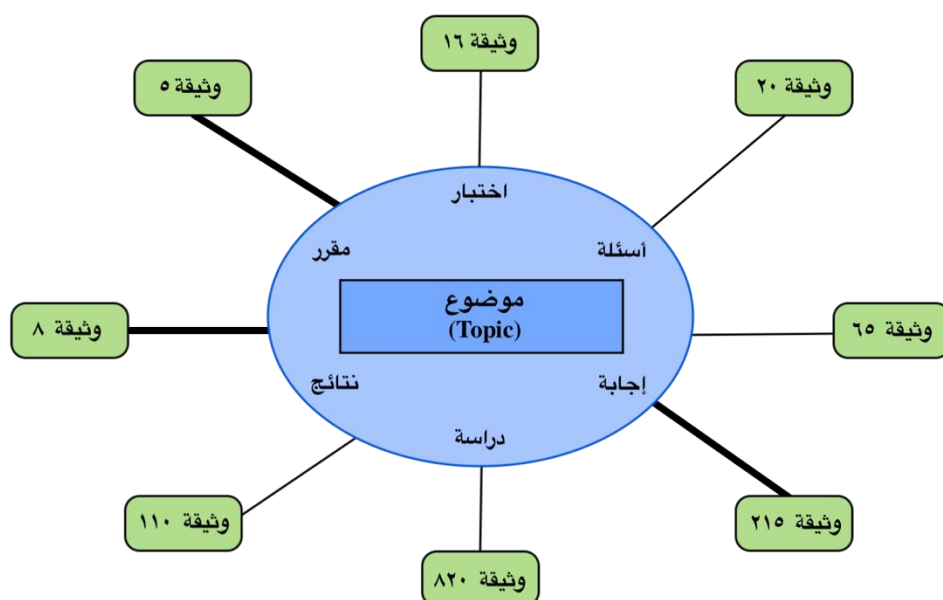 وثيقة ١٦
وثيقة ٢٠
وثيقة ٥
اختبار
أسئلة
مقرر
موضوع
(Topic)
وثيقة ٦٥
وثيقة ٨
إجابة
نتائج
دراسة
وثيقة ٢١٥
وثيقة ١١٠
وثيقة ٨٢٠